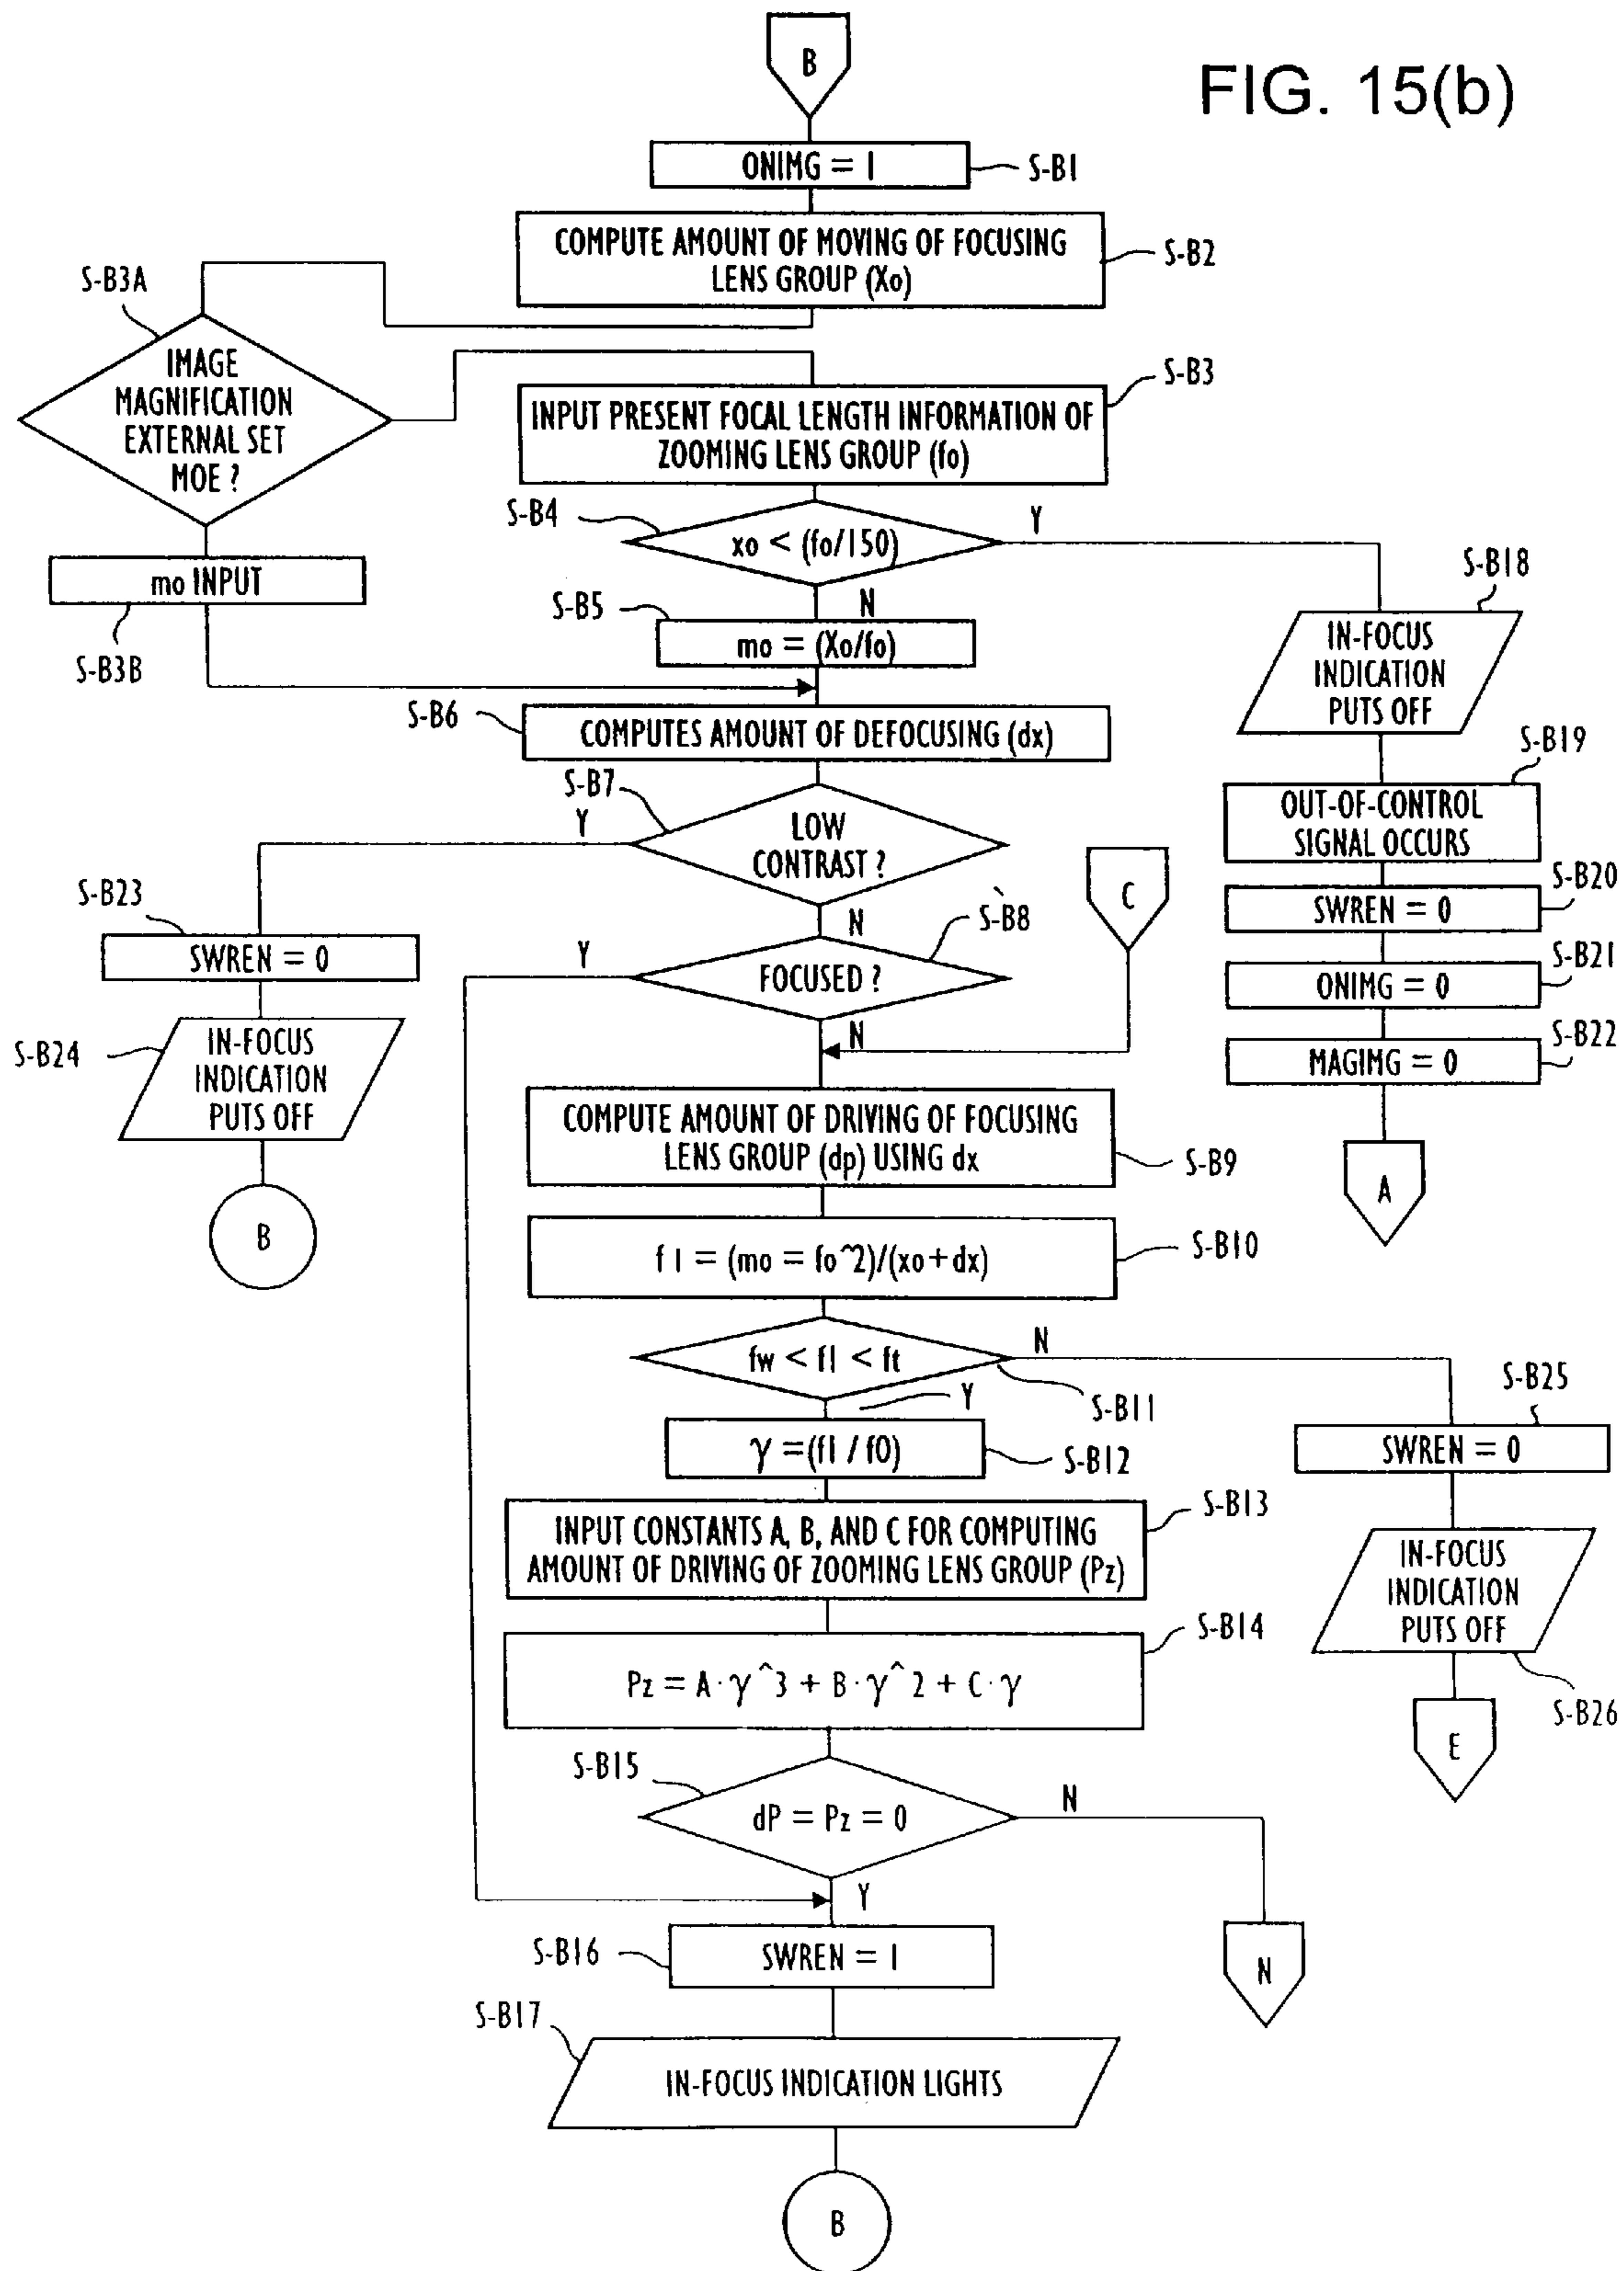 B
FIG. 15(b)
ONIMG = 1
S-B1
COMPUTE AMOUNT OF MOVING OF FOCUSING
LENS GROUP (Xo)
S-B2
S-B3A
IMAGE
MAGNIFICATION
EXTERNAL SET
MOE ?
S-B3
INPUT PRESENT FOCAL LENGTH INFORMATION OF
ZOOMING LENS GROUP (fo)
S-B4
xo < (fo/150)
Y
N
mo INPUT
S-B3B
S-B5
mo = (Xo/fo)
S-B18
IN-FOCUS
INDICATION
PUTS OFF
S-B6
COMPUTES AMOUNT OF DEFOCUSING (dx)
S-B19
OUT-OF-CONTROL
SIGNAL OCCURS
S-B7
Y
LOW
CONTRAST ?
N
C
S-B20
SWREN = 0
S-B23
SWREN = 0
S-B8
Y
FOCUSED ?
N
S-B21
ONIMG = 0
S-B24
IN-FOCUS
INDICATION
PUTS OFF
S-B22
MAGIMG = 0
B
COMPUTE AMOUNT OF DRIVING OF FOCUSING
LENS GROUP (dp) USING dx
S-B9
A
f1 = (mo = fo^2)/(xo+dx)
S-B10
fw < f1 < ft
N
Y
S-B11
γ =(f1 / f0)
S-B12
S-B25
SWREN = 0
INPUT CONSTANTS A, B, AND C FOR COMPUTING
AMOUNT OF DRIVING OF ZOOMING LENS GROUP (Pz)
S-B13
IN-FOCUS
INDICATION
PUTS OFF
S-B26
E
Pz = A·γ^3 + B·γ^2 + C·γ
S-B14
S-B15
dP = Pz = 0
N
Y
S-B16
SWREN = 1
N
S-B17
IN-FOCUS INDICATION LIGHTS
B